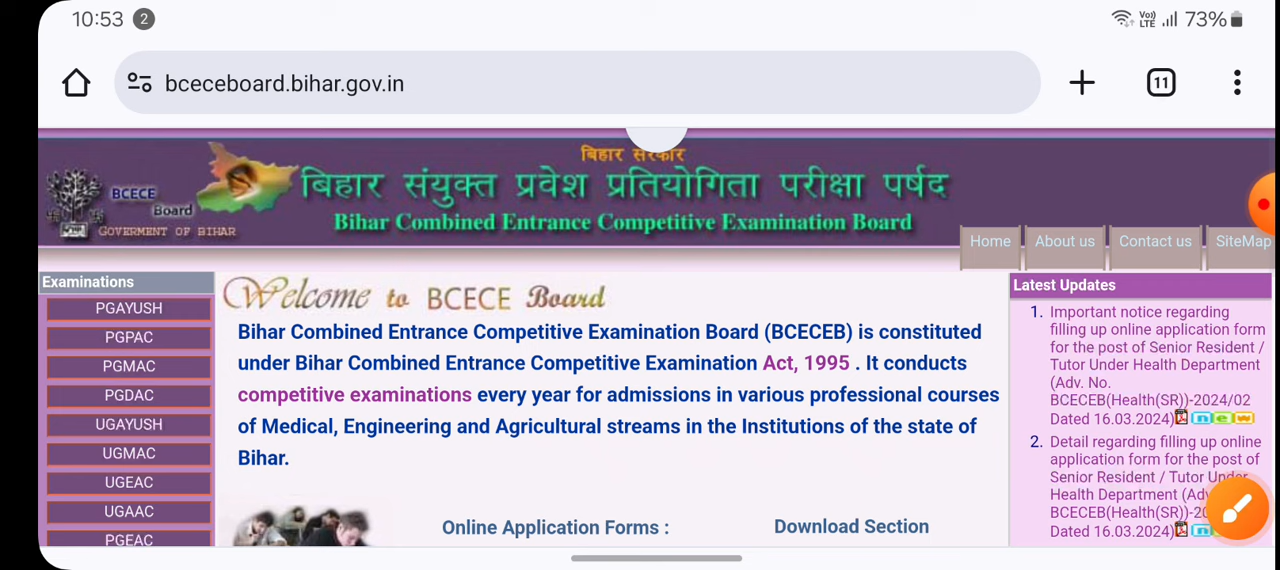 10:53 2 Vo)) LTE 73%
bceceboard.bihar.gov.in 11
बिहार सरकार
बिहार संयुक्त प्रवेश प्रतियोगिता परीक्षा पर्षद
Bihar Combined Entrance Competitive Examination Board
BCECE
Board
GOVERMENT OF BIHAR
Home About us Contact us SiteMap
Examinations
PGAYUSH
PGPAC
PGMAC
PGDAC
UGAYUSH
UGMAC
UGEAC
UGAAC
PGEAC
Welcome to BCECE Board
Bihar Combined Entrance Competitive Examination Board (BCECEB) is constituted
under Bihar Combined Entrance Competitive Examination Act, 1995 . It conducts
competitive examinations every year for admissions in various professional courses
of Medical, Engineering and Agricultural streams in the Institutions of the state of
Bihar.
Online Application Forms : Download Section
Latest Updates
1. Important notice regarding
filling up online application form
for the post of Senior Resident /
Tutor Under Health Department
(Adv. No.
BCECEB(Health(SR))-2024/02
Dated 16.03.2024) new
2. Detail regarding filling up online
application form for the post of
Senior Resident / Tutor Under
Health Department
BCECEB(Health(SR))
Dated 16.03.2024)